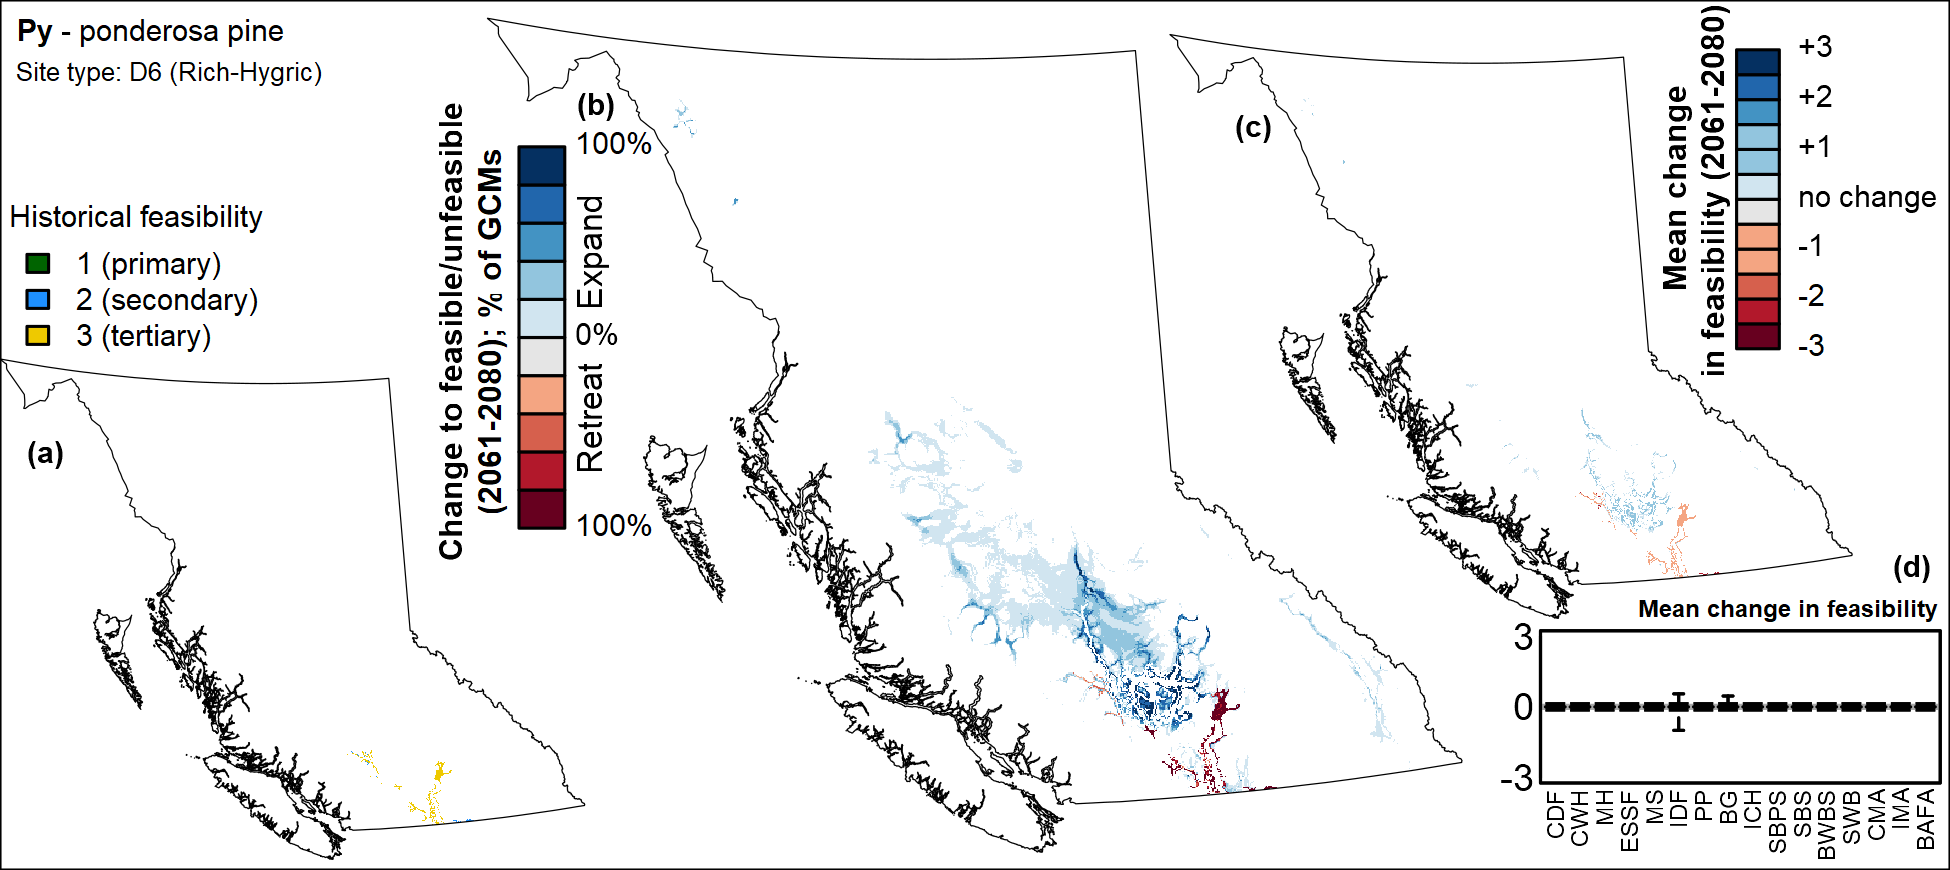 Py - ponderosa pine
Site type: D6 (Rich-Hygric)
Historical feasibility
1 (primary)
2 (secondary)
3 (tertiary)
(a)
(b)
Change to feasible/unfeasible
(2061-2080); % of GCMs
100%
Expand
0%
Retreat
100%
(c)
Mean change
in feasibility (2061-2080)
+3
+2
+1
no change
-1
-2
-3
(d)
Mean change in feasibility
3
0
-3
CDF
CWH
MH
ESSF
MS
IDF
PP
BG
ICH
SBPS
SBS
BWBS
SWB
CMA
IMA
BAFA